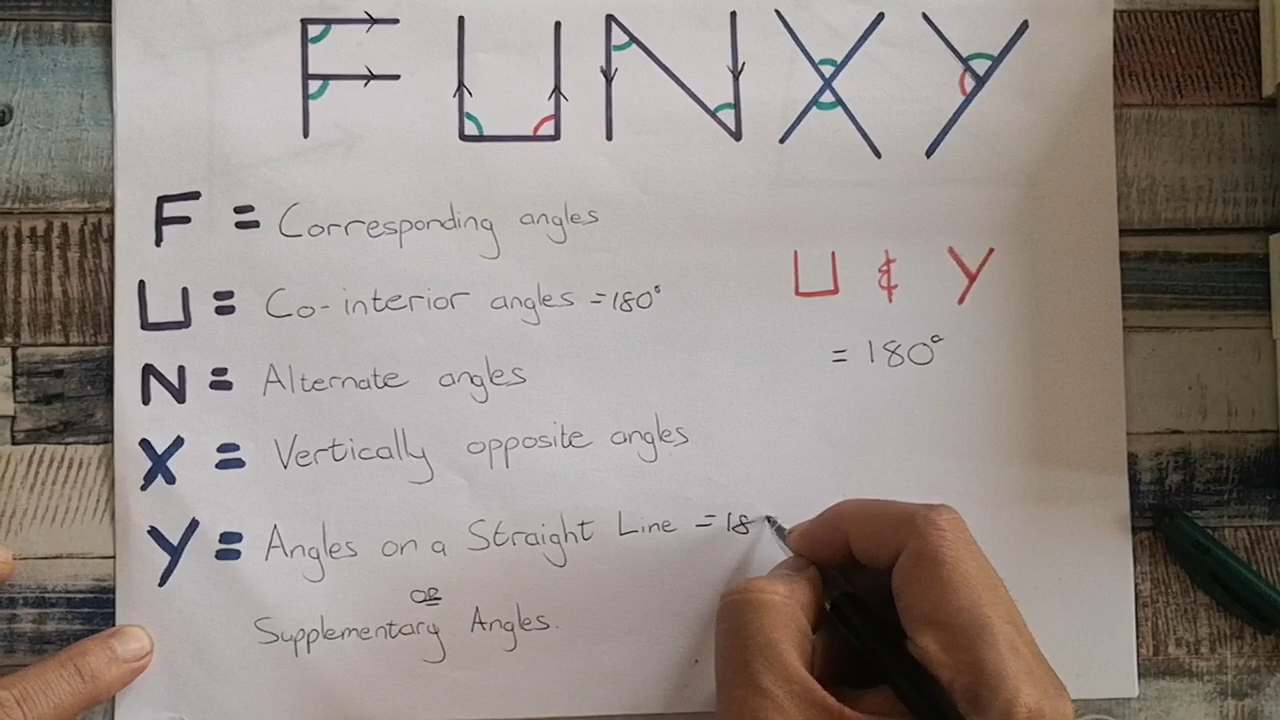 FUNXY
F = Corresponding angles
U = Co-interior angles = 180°
U & Y
= 180°
N = Alternate angles
X = Vertically opposite angles
Y = Angles on a Straight Line = 18
OR
Supplementary Angles.